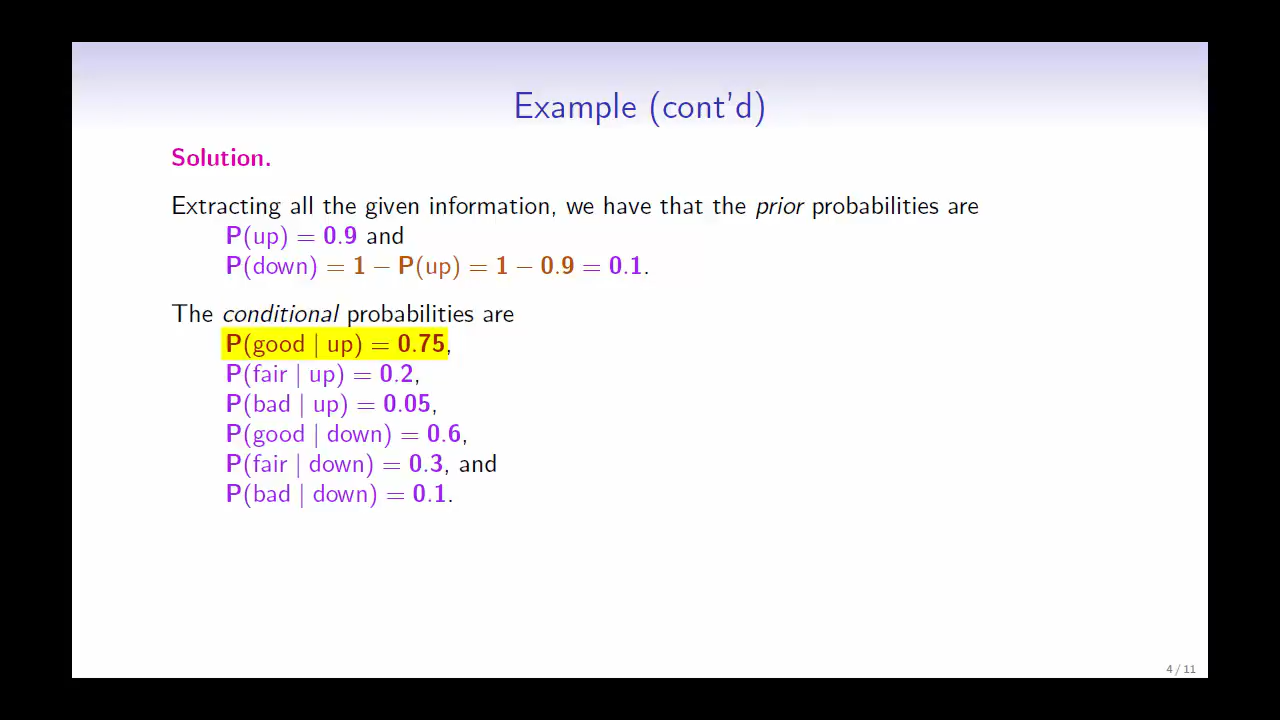 Example (cont'd)
Solution.
Extracting all the given information, we have that the prior probabilities are
P(up) = 0.9 and
P(down) = 1 − P(up) = 1 − 0.9 = 0.1.
The conditional probabilities are
P(good | up) = 0.75,
P(fair | up) = 0.2,
P(bad | up) = 0.05,
P(good | down) = 0.6,
P(fair | down) = 0.3, and
P(bad | down) = 0.1.
4 / 11